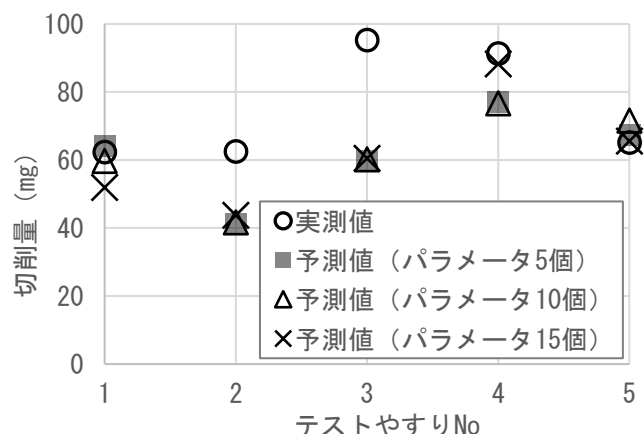 100
80
60
40
20
0
切削量 (mg)
実測値
予測値（パラメータ5個）
予測値（パラメータ10個）
予測値（パラメータ15個）
1 2 3 4 5
テストやすりNo